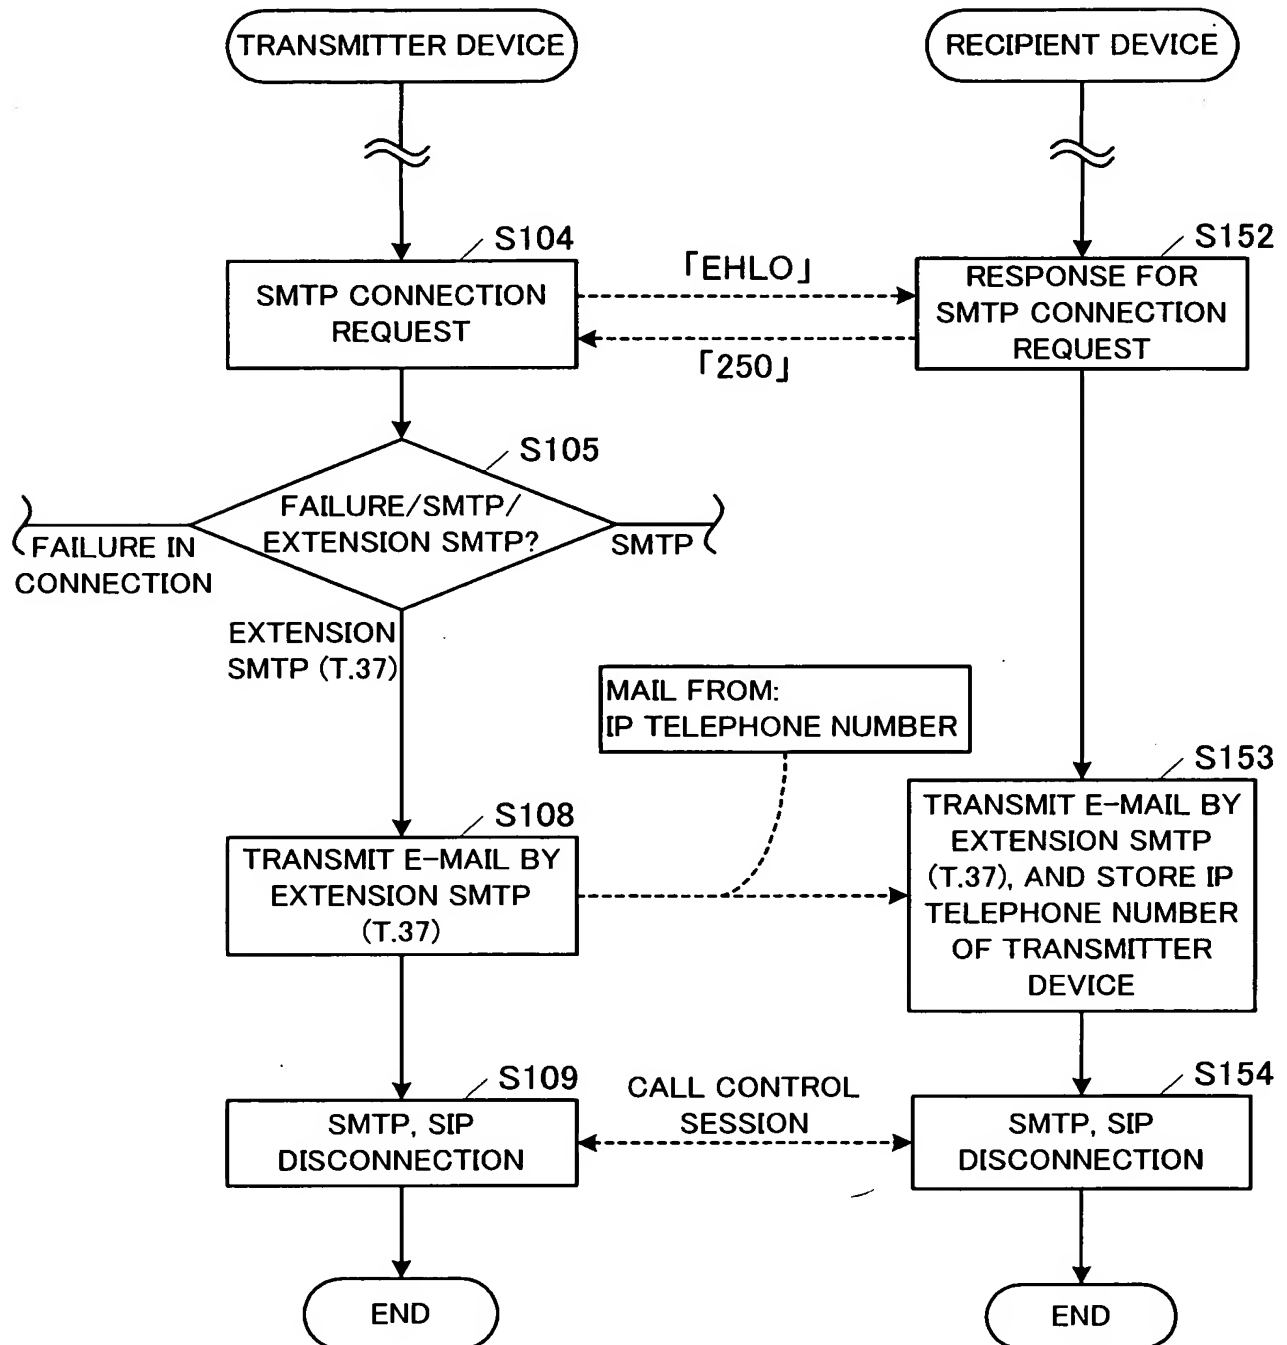 TRANSMITTER DEVICE
RECIPIENT DEVICE
S104
SMTP CONNECTION
REQUEST
「EHLO」
「250」
S152
RESPONSE FOR
SMTP CONNECTION
REQUEST
S105
FAILURE/SMTP/
EXTENSION SMTP?
FAILURE IN
CONNECTION
SMTP
EXTENSION
SMTP (T.37)
MAIL FROM:
IP TELEPHONE NUMBER
S108
TRANSMIT E-MAIL BY
EXTENSION SMTP
(T.37)
S153
TRANSMIT E-MAIL BY
EXTENSION SMTP
(T.37), AND STORE IP
TELEPHONE NUMBER
OF TRANSMITTER
DEVICE
S109
SMTP, SIP
DISCONNECTION
CALL CONTROL
SESSION
S154
SMTP, SIP
DISCONNECTION
END
END